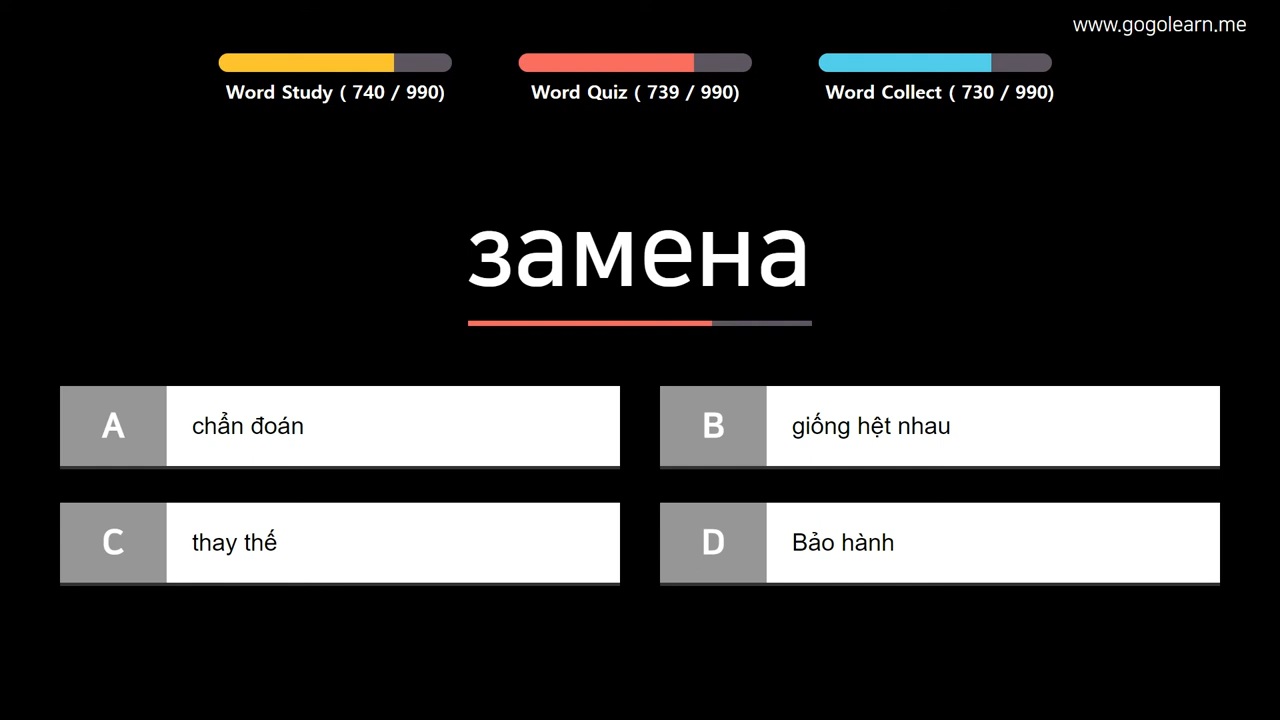 www.gogolearn.me
Word Study ( 740 / 990)
Word Quiz ( 739 / 990)
Word Collect ( 730 / 990)
замена
A chẩn đoán
B giống hệt nhau
C thay thế
D Bảo hành